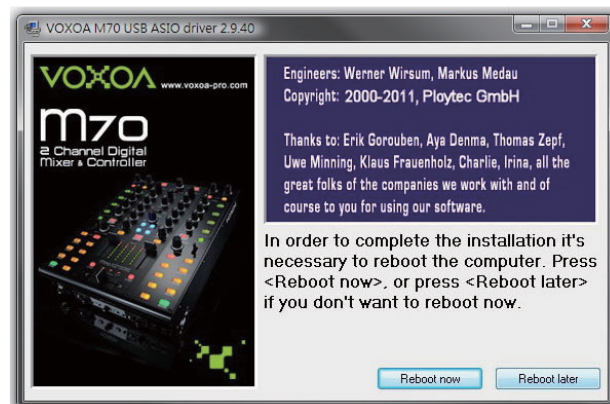 VOXOA M70 USB ASIO driver 2.9.40
VOXOA www.voxoa-pro.com
M70
2 Channel Digital
Mixer & Controller
Engineers: Werner Wirsum, Markus Medau
Copyright: 2000-2011, Ploytec GmbH
Thanks to: Erik Gorouben, Aya Denma, Thomas Zepf,
Uwe Minning, Klaus Frauenholz, Charlie, Irina, all the
great folks of the companies we work with and of
course to you for using our software.
In order to complete the installation it's
necessary to reboot the computer. Press
<Reboot now>, or press <Reboot later>
if you don't want to reboot now.
Reboot now
Reboot later